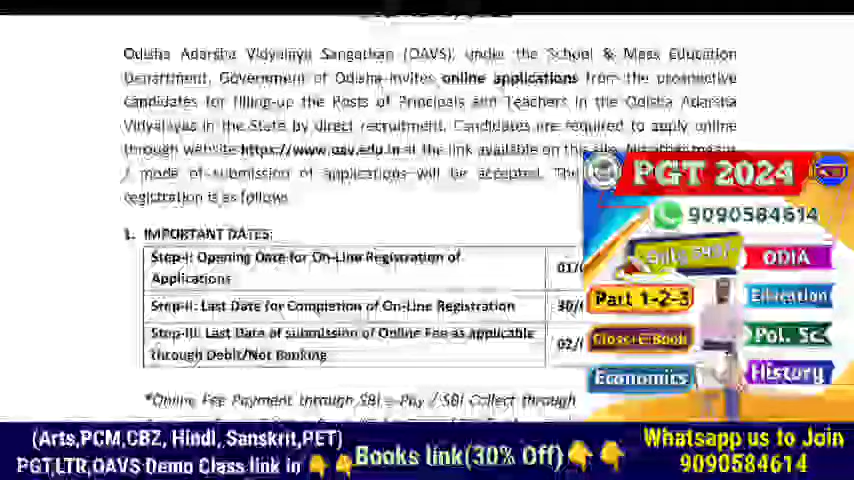 Odisha Adarsha Vidyalaya Sangathan (OAVS), under the School & Mass Education
Department, Government of Odisha invites online applications from the prospective
candidates for filling-up the Posts of Principals and Teachers in the Odisha Adarsha
Vidyalayas in the State by direct recruitment. Candidates are required to apply online
through website https://www.oav.edu.in at the link available on this site. No other means
/ mode of submission of applications will be accepted. The
registration is as follows
1. IMPORTANT DATES:
Step-I: Opening Date for On-Line Registration of
Applications
01/
Step-II: Last Date for Completion of On-Line Registration
30/
Step-III: Last Date of submission of Online Fee as applicable
through Debit/Net Banking
02/
*Online Fee Payment through SBI e-Pay / SBI Collect through
PGT 2024
9090584614
Only
ODIA
Part 1-2-3
Education
Class+E-Book
Pol. Sc
Economics
History
(Arts,PCM,CBZ, Hindi, Sanskrit,PET)
PGT,LTR,OAVS Demo Class link in 👇👇
Books link(30% Off)👇👇
Whatsapp us to Join
9090584614